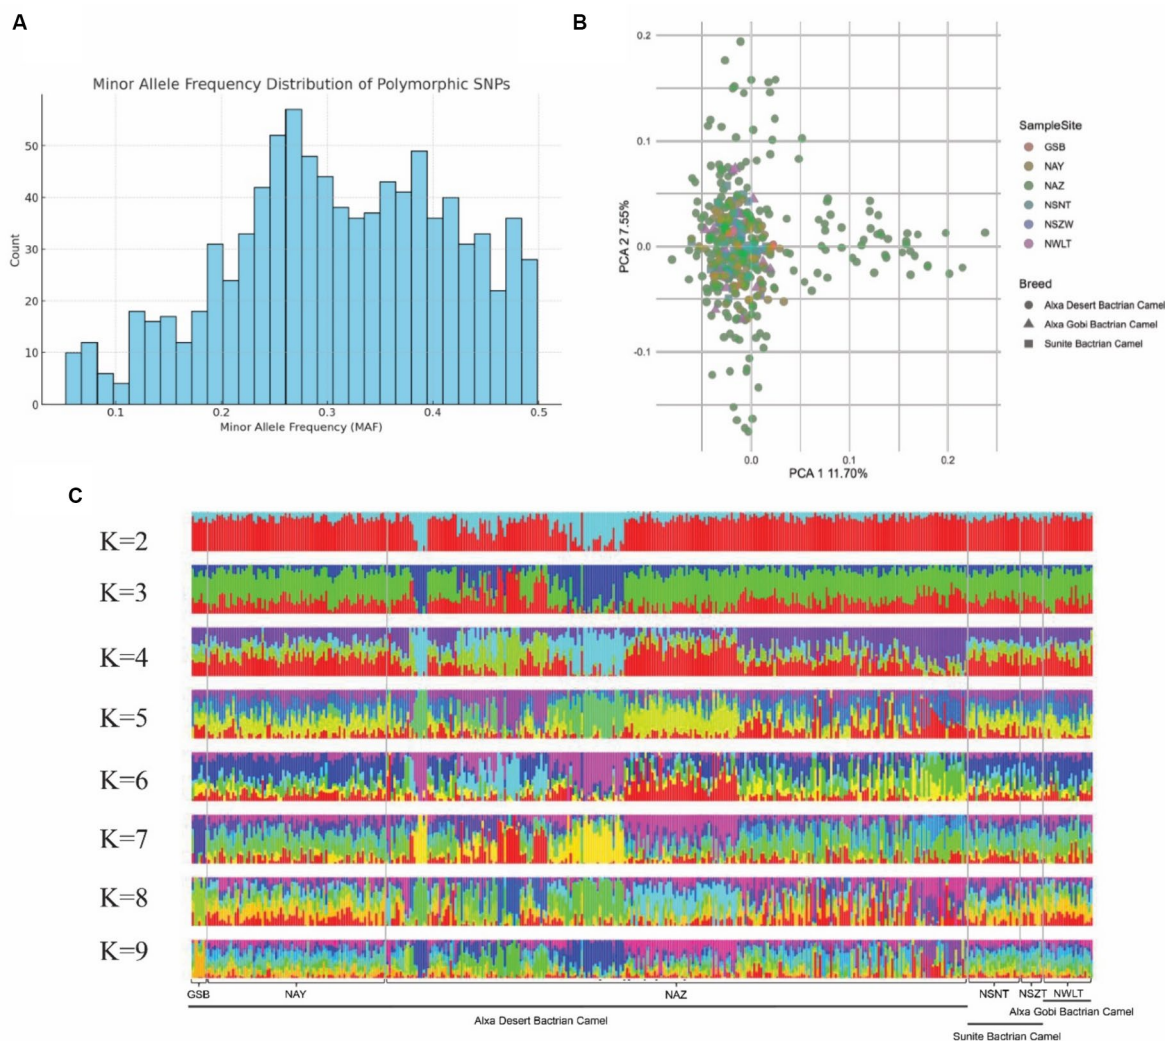 A
Minor Allele Frequency Distribution of Polymorphic SNPs
Count
50
40
30
20
10
0
0.1
0.2
0.3
0.4
0.5
Minor Allele Frequency (MAF)
B
PCA 2 7.55%
0.2
0.1
0.0
-0.1
0.0
0.1
0.2
PCA 1 11.70%
SampleSite
GSB
NAY
NAZ
NSNT
NSZW
NWLT
Breed
Alxa Desert Bactrian Camel
Alxa Gobi Bactrian Camel
Sunite Bactrian Camel
C
K=2
K=3
K=4
K=5
K=6
K=7
K=8
K=9
GSB
NAY
NAZ
NSNT
NSZT
NWLT
Alxa Desert Bactrian Camel
Alxa Gobi Bactrian Camel
Sunite Bactrian Camel